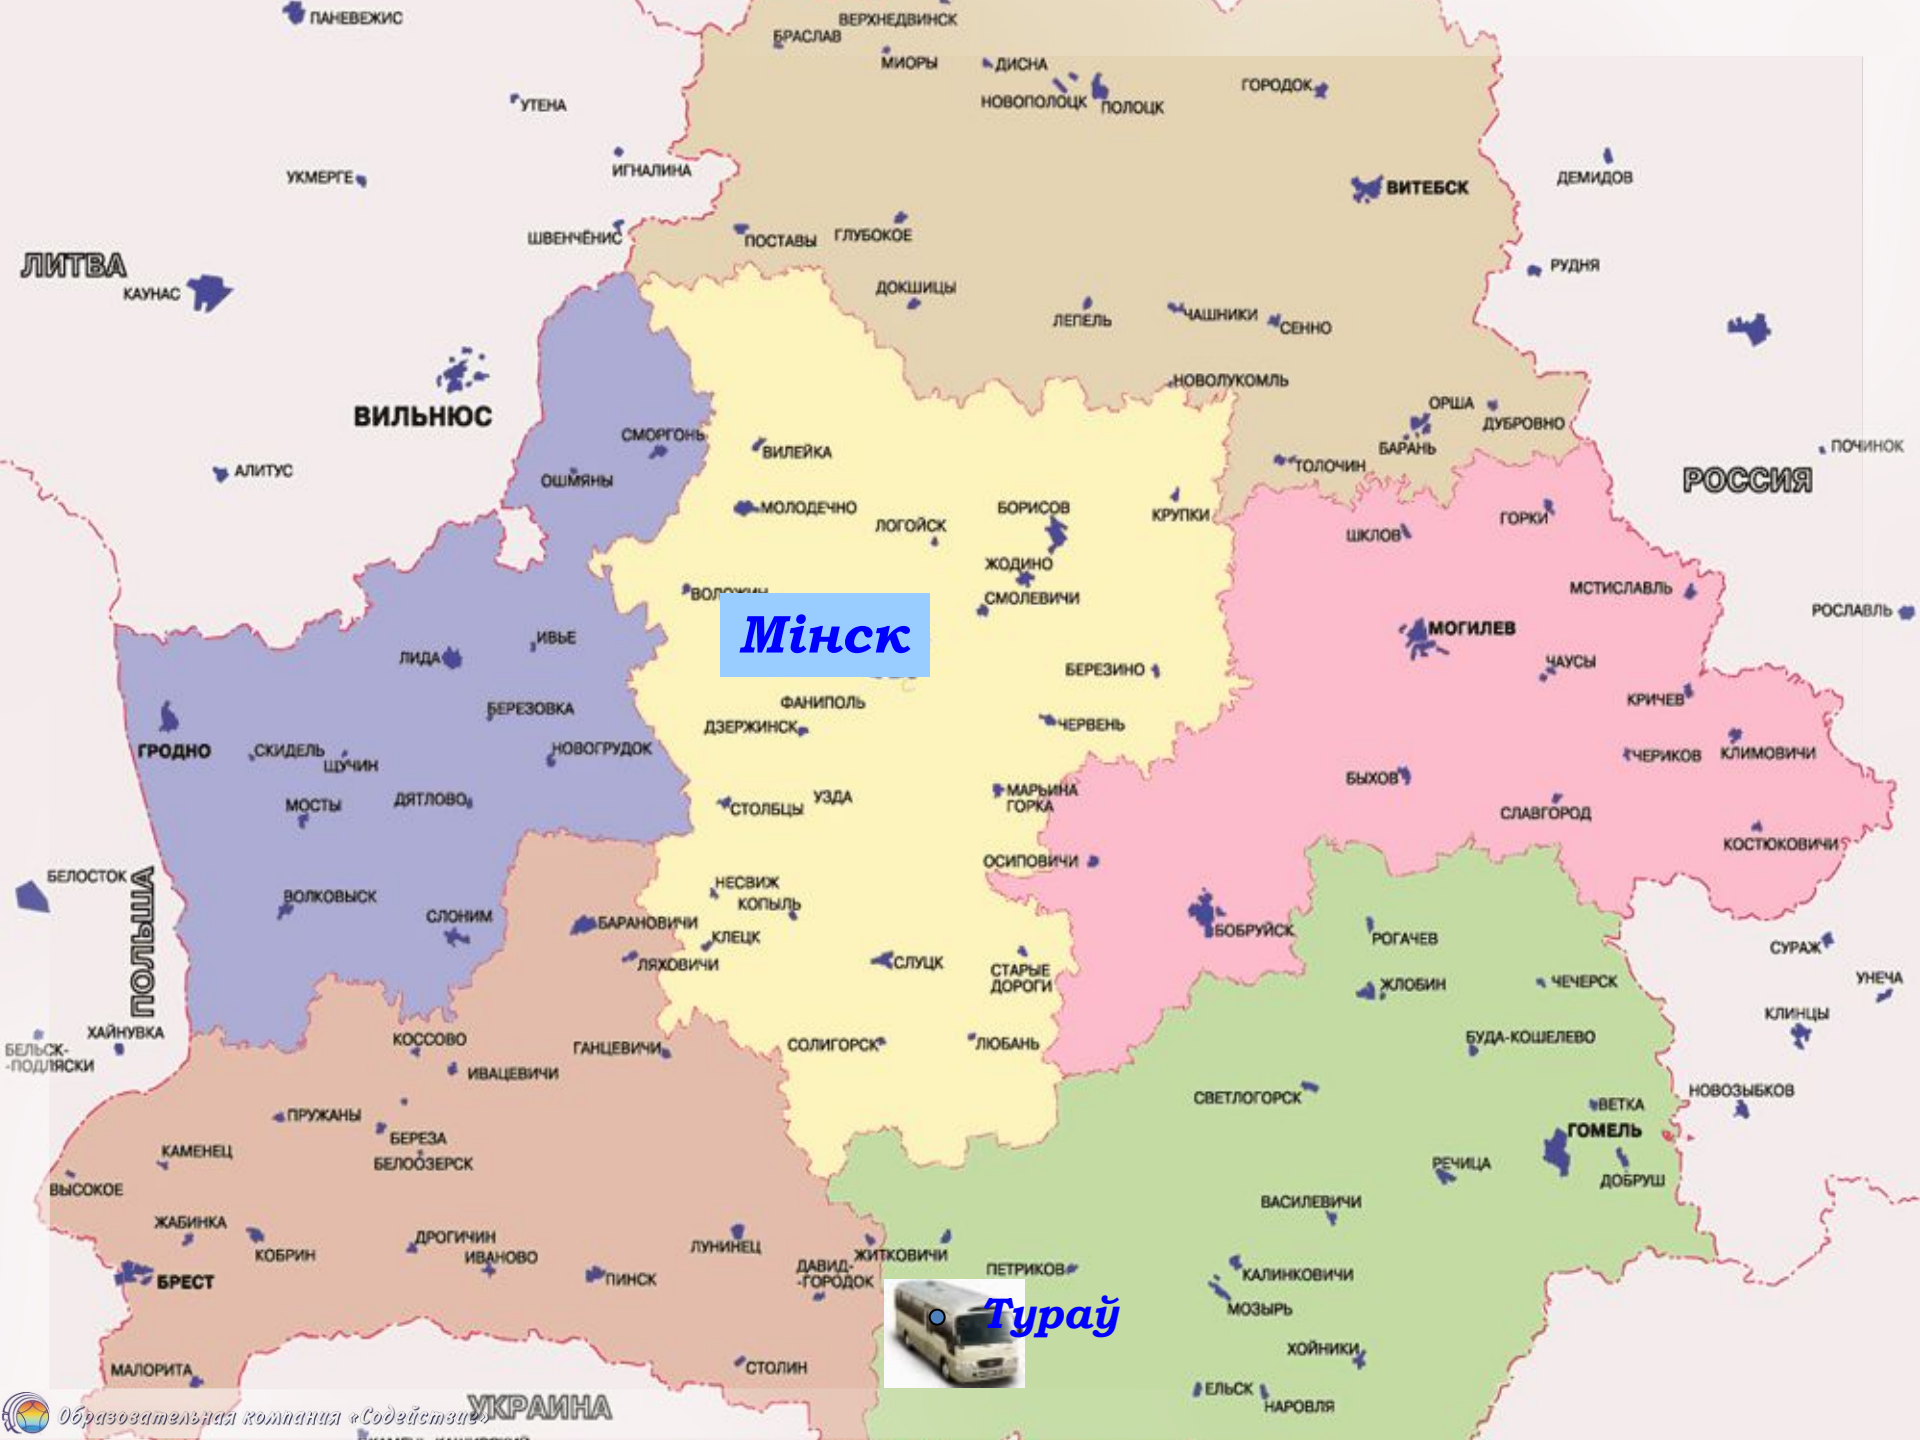 ПАНЕВЕЖИС
ВЕРХНЕДВИНСК
БРАСЛАВ
МИОРЫ
ДИСНА
НОВОПОЛОЦК
ПОЛОЦК
ГОРОДОК
УТЕНА
ИГНАЛИНА
УКМЕРГЕ
ДЕМИДОВ
ВИТЕБСК
ШВЕНЧЁНИС
ПОСТАВЫ
ГЛУБОКОЕ
ЛИТВА
КАУНАС
РУДНЯ
ДОКШИЦЫ
ЛЕПЕЛЬ
ЧАШНИКИ
СЕННО
НОВОЛУКОМЛЬ
ВИЛЬНЮС
ОРША
ДУБРОВНО
БАРАНЬ
СМОРГОНЬ
ВИЛЕЙКА
ТОЛОЧИН
ПОЧИНОК
АЛИТУС
ОШМЯНЫ
РОССИЯ
МОЛОДЕЧНО
ЛОГОЙСК
БОРИСОВ
КРУПКИ
ШКЛОВ
ГОРКИ
ЖОДИНО
ВОЛОЖИН
СМОЛЕВИЧИ
МСТИСЛАВЛЬ
РОСЛАВЛЬ
Мінск
МОГИЛЕВ
ИВЬЕ
ЛИДА
БЕРЕЗИНО
ЧАУСЫ
КРИЧЕВ
ФАНИПОЛЬ
БЕРЕЗОВКА
ДЗЕРЖИНСК
ЧЕРВЕНЬ
ГРОДНО
СКИДЕЛЬ
ЩУЧИН
НОВОГРУДОК
ЧЕРИКОВ
КЛИМОВИЧИ
БЫХОВ
МОСТЫ
ДЯТЛОВО
СТОЛБЦЫ
УЗДА
МАРЬИНА
ГОРКА
СЛАВГОРОД
КОСТЮКОВИЧИ
ОСИПОВИЧИ
БЕЛОСТОК
ПОЛЬША
НЕСВИЖ
КОПЫЛЬ
ВОЛКОВЫСК
СЛОНИМ
БАРАНОВИЧИ
КЛЕЦК
БОБРУЙСК
РОГАЧЕВ
СУРАЖ
ЛЯХОВИЧИ
СЛУЦК
СТАРЫЕ
ДОРОГИ
ЖЛОБИН
ЧЕЧЕРСК
УНЕЧА
КЛИНЦЫ
ХАЙНУВКА
БЕЛЬСК-
-ПОДЛЯСКИ
КОССОВО
ГАНЦЕВИЧИ
СОЛИГОРСК
ЛЮБАНЬ
БУДА-КОШЕЛЕВО
ИВАЦЕВИЧИ
СВЕТЛОГОРСК
НОВОЗЫБКОВ
ВЕТКА
ПРУЖАНЫ
БЕРЕЗА
ГОМЕЛЬ
КАМЕНЕЦ
БЕЛООЗЕРСК
РЕЧИЦА
ДОБРУШ
ВЫСОКОЕ
ВАСИЛЕВИЧИ
ЖАБИНКА
КОБРИН
ДРОГИЧИН
ИВАНОВО
ЛУНИНЕЦ
ЖИТКОВИЧИ
ДАВИД-
-ГОРОДОК
ПЕТРИКОВ
КАЛИНКОВИЧИ
БРЕСТ
ПИНСК
МОЗЫРЬ
Тураў
ХОЙНИКИ
МАЛОРИТА
СТОЛИН
ЕЛЬСК
НАРОВЛЯ
УКРАИНА
Образовательная компания «Содействие»